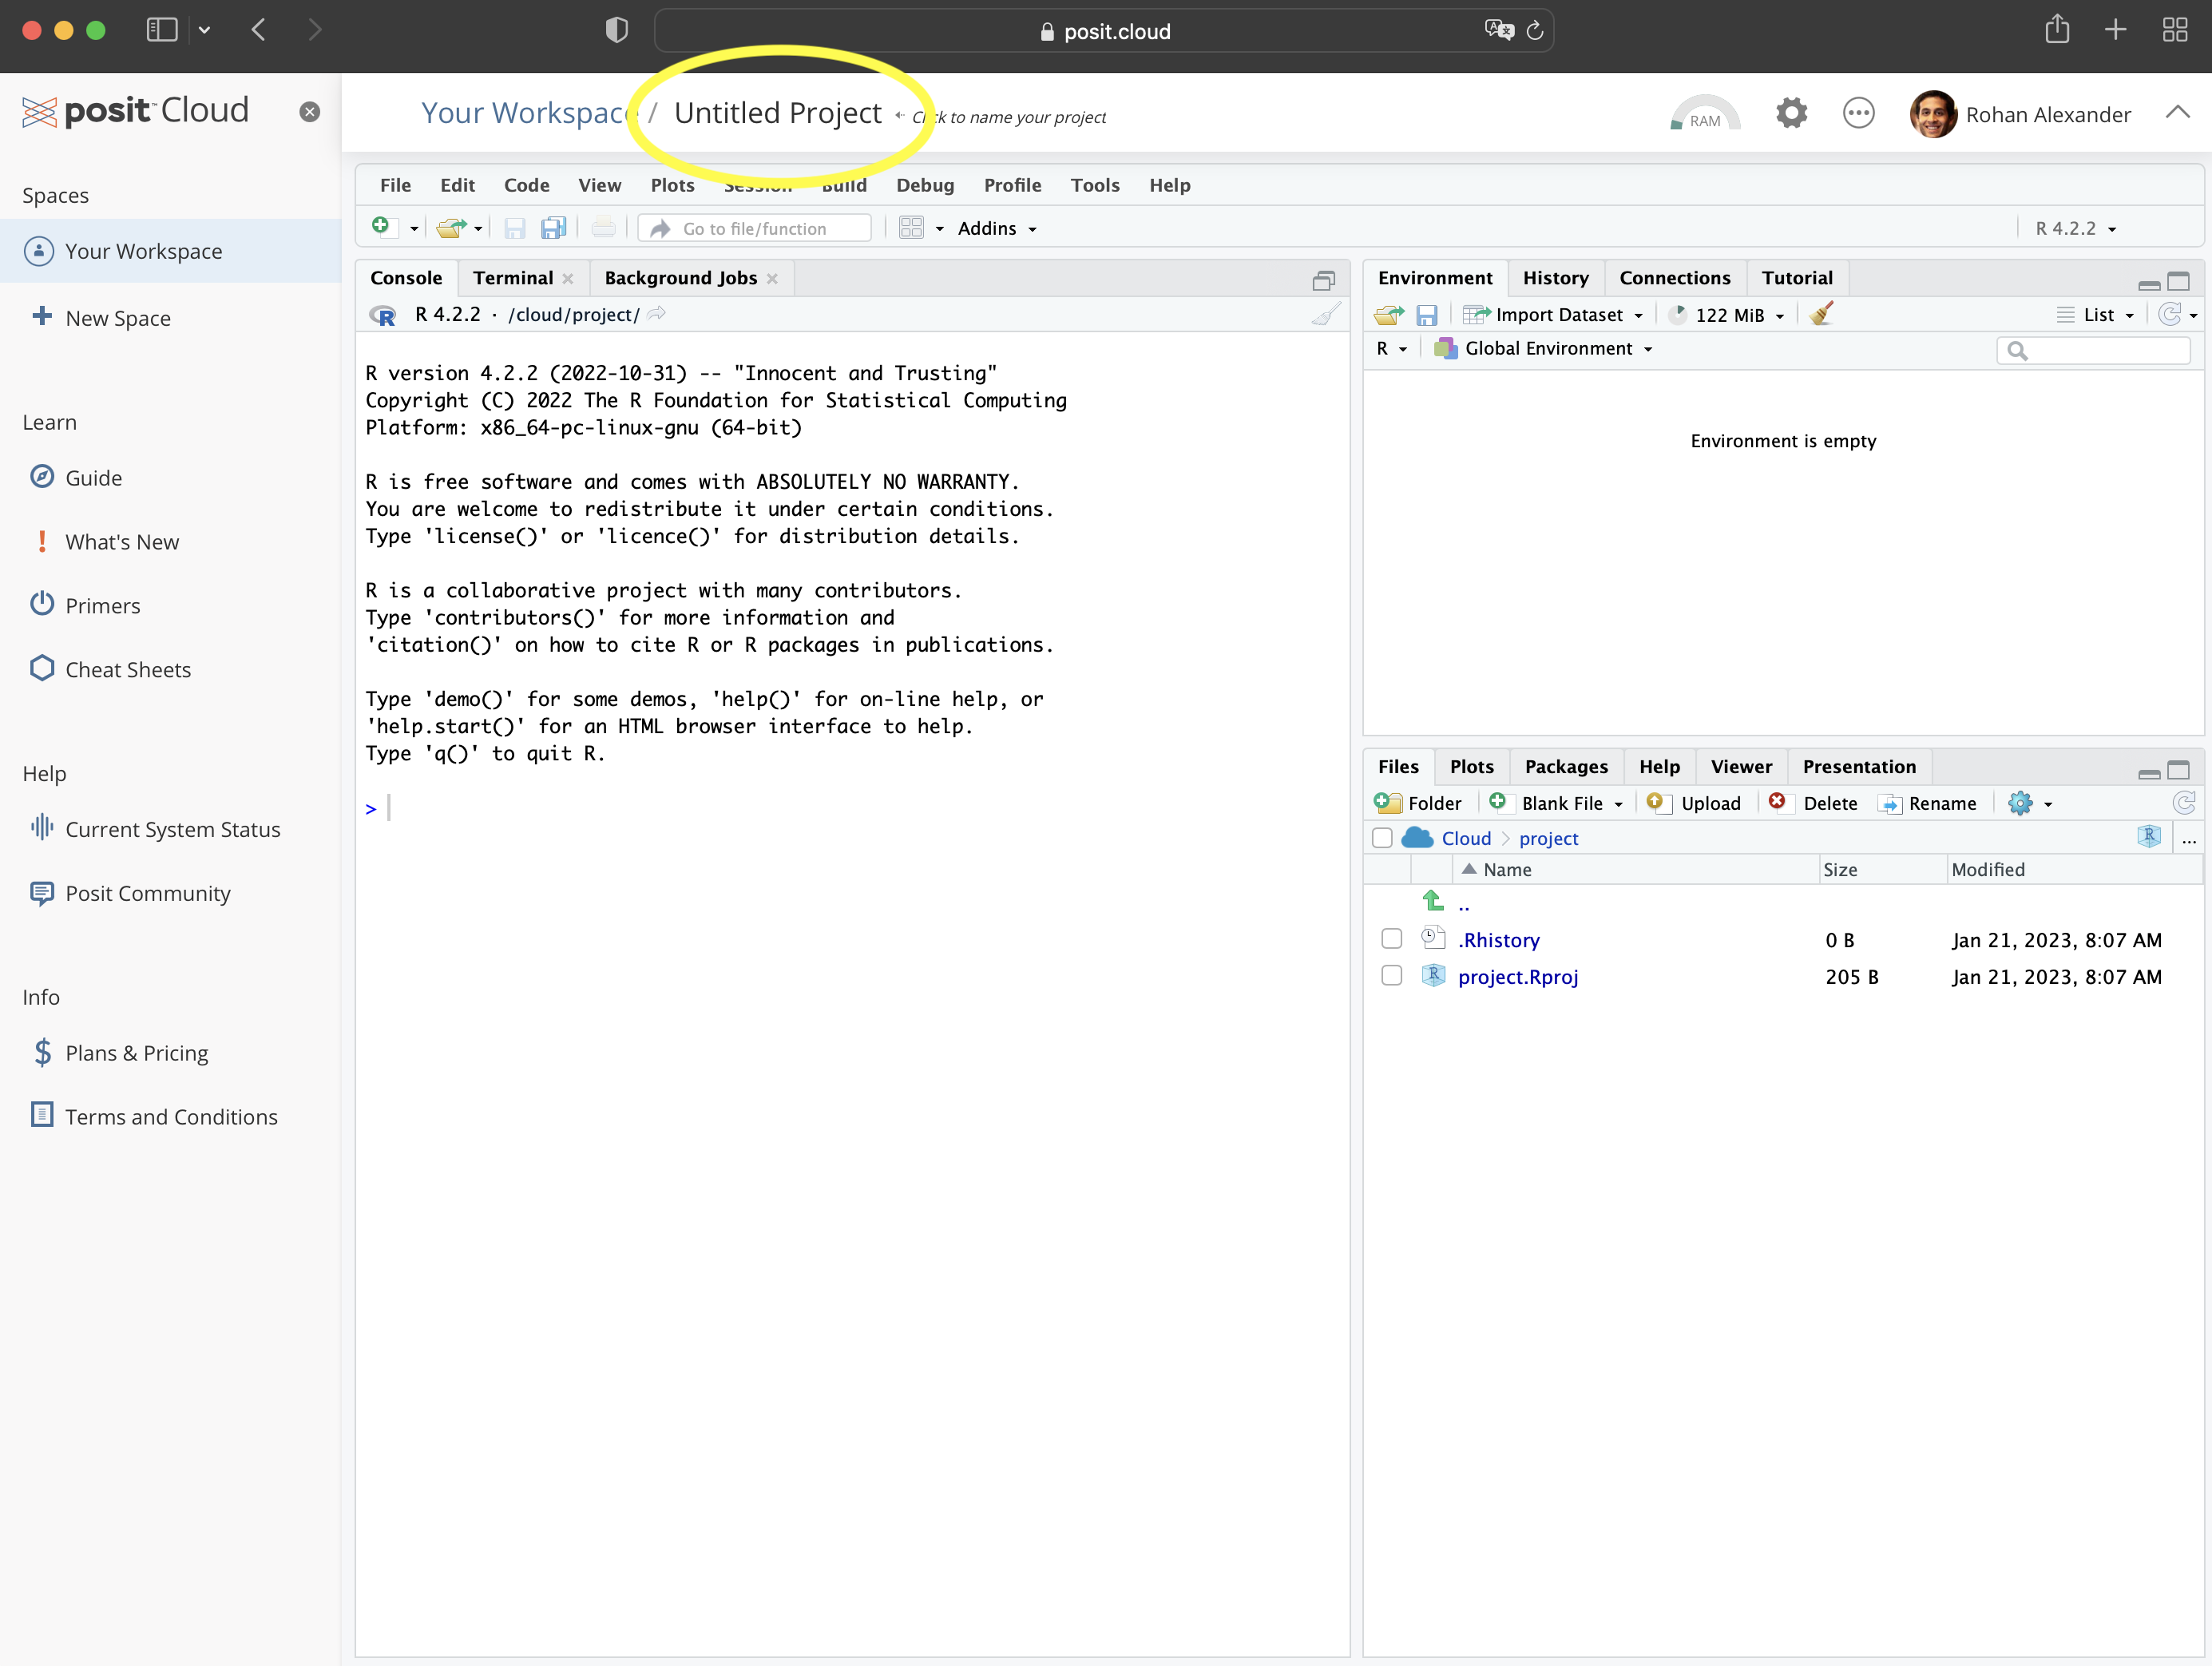 posit.cloud
posit Cloud
Your Workspace / Untitled Project ← Click to name your project
RAM
Rohan Alexander
Spaces
Your Workspace
New Space
Learn
Guide
What's New
Primers
Cheat Sheets
Help
Current System Status
Posit Community
Info
Plans & Pricing
Terms and Conditions
File Edit Code View Plots Session Build Debug Profile Tools Help
Go to file/function
Addins
R 4.2.2
Console Terminal Background Jobs
R 4.2.2 · /cloud/project/
R version 4.2.2 (2022-10-31) -- "Innocent and Trusting"
Copyright (C) 2022 The R Foundation for Statistical Computing
Platform: x86_64-pc-linux-gnu (64-bit)
R is free software and comes with ABSOLUTELY NO WARRANTY.
You are welcome to redistribute it under certain conditions.
Type 'license()' or 'licence()' for distribution details.
R is a collaborative project with many contributors.
Type 'contributors()' for more information and
'citation()' on how to cite R or R packages in publications.
Type 'demo()' for some demos, 'help()' for on-line help, or
'help.start()' for an HTML browser interface to help.
Type 'q()' to quit R.
>
Environment History Connections Tutorial
Import Dataset 122 MiB List
R Global Environment
Environment is empty
Files Plots Packages Help Viewer Presentation
Folder Blank File Upload Delete Rename
Cloud > project ...
Name Size Modified
..
.Rhistory 0 B Jan 21, 2023, 8:07 AM
project.Rproj 205 B Jan 21, 2023, 8:07 AM